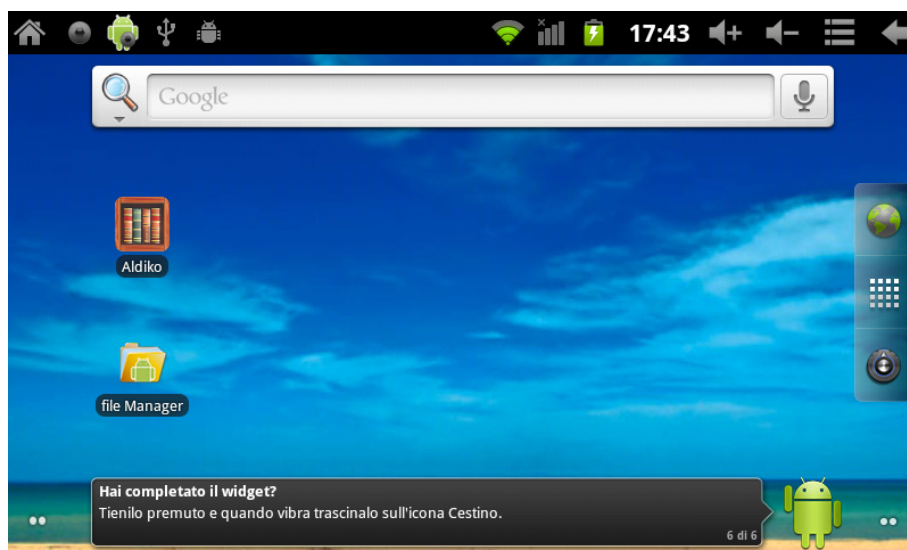 17:43
Google
Aldiko
file Manager
Hai completato il widget?
Tienilo premuto e quando vibra trascinalo sull'icona Cestino.
6 di 6